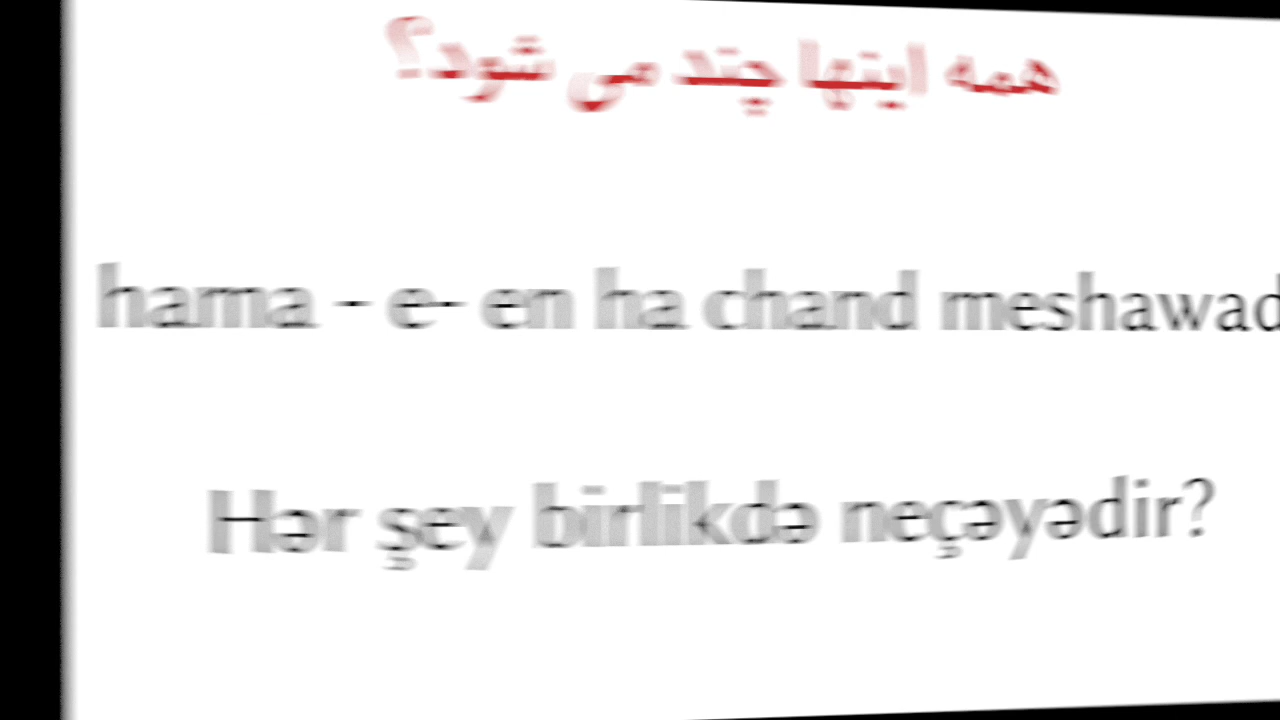 همه اینها چند می شود؟
hama - e- en ha chand meshawad
Hər şey birlikdə neçəyədir?